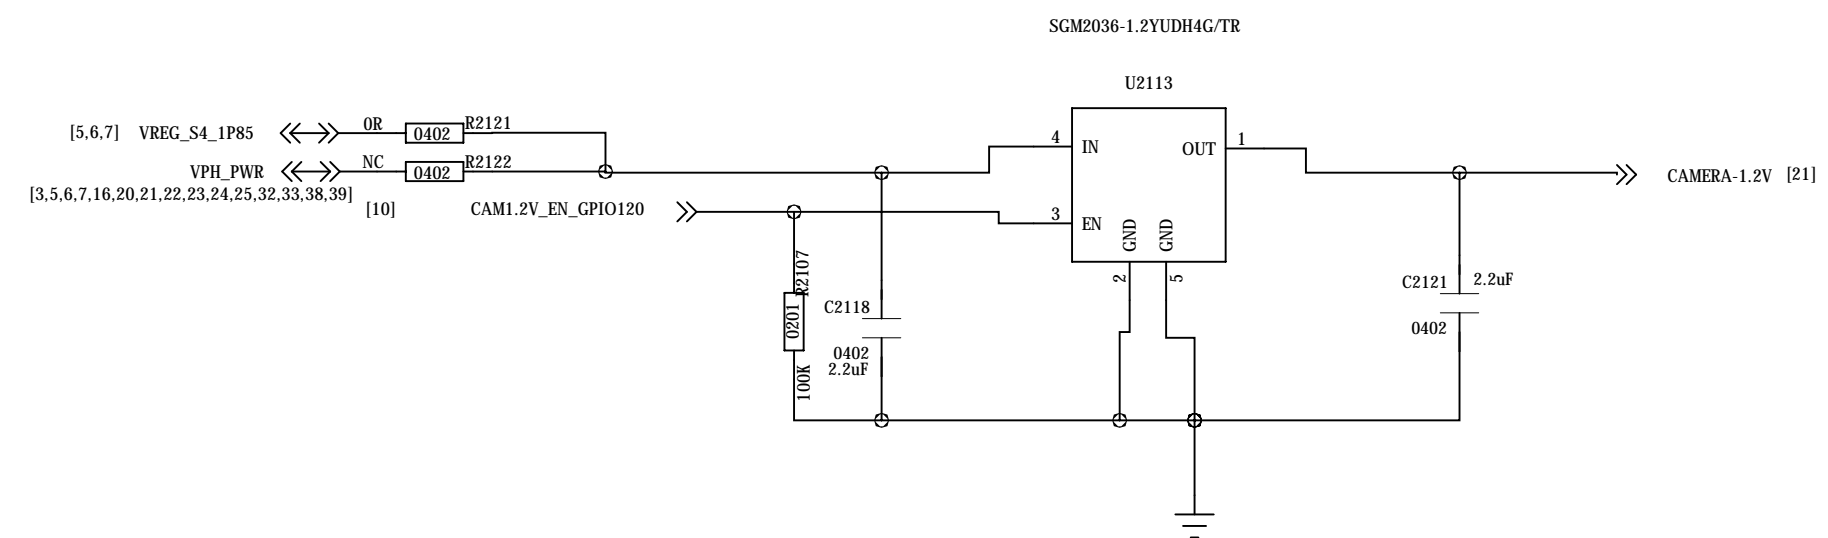 SGM2036-1.2YUDH4G/TR
U2113
[5,6,7] VREG_S4_1P85 0R 0402 R2121
VPH_PWR NC 0402 R2122
[3,5,6,7,16,20,21,22,23,24,25,32,33,38,39]
[10] CAM1.2V_EN_GPIO120
4 IN
OUT 1
3 EN
GND
GND
2
5
CAMERA-1.2V [21]
R2107
0201
100K
C2118
0402
2.2uF
C2121 2.2uF
0402